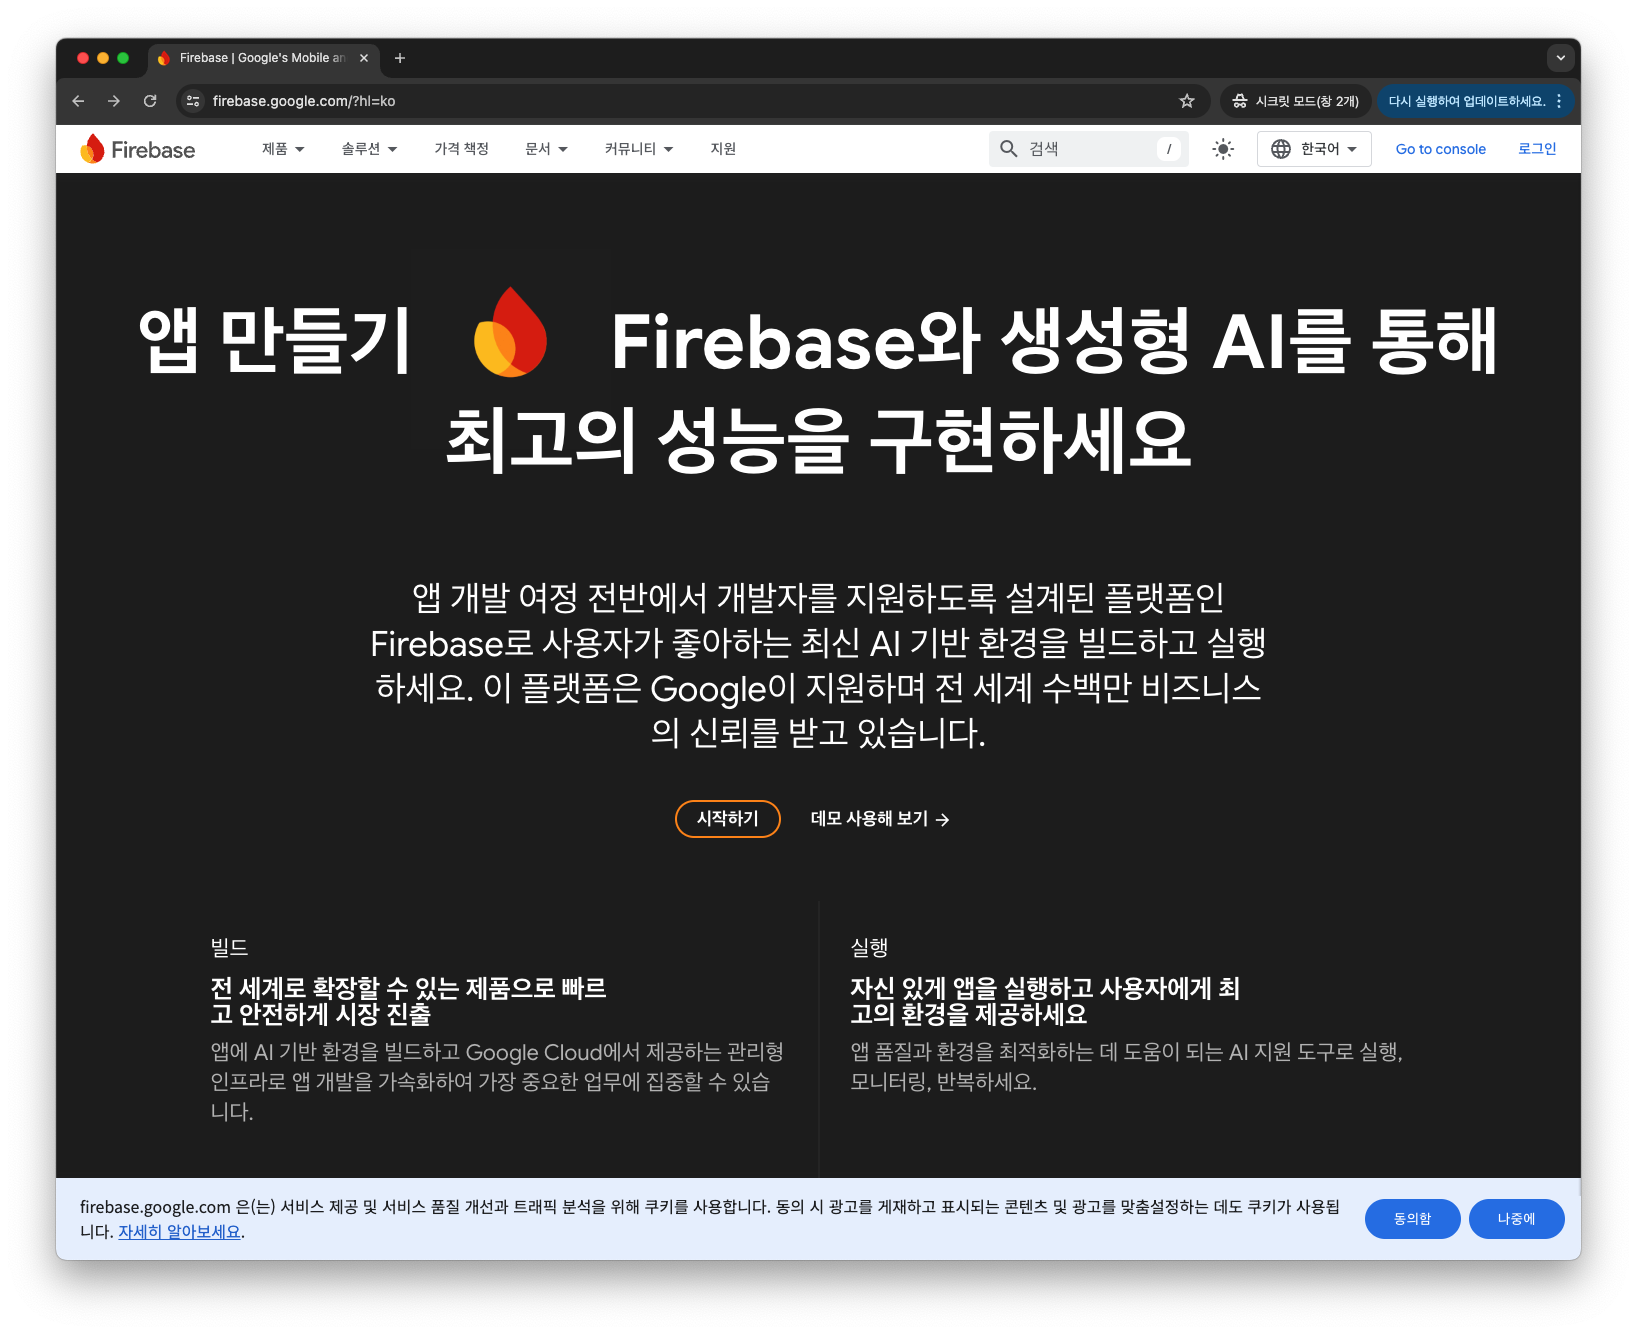 Firebase | Google's Mobile an
firebase.google.com/?hl=ko
시크릿 모드(창 2개)
다시 실행하여 업데이트하세요.
Firebase
제품
솔루션
가격 책정
문서
커뮤니티
지원
검색
/
한국어
Go to console
로그인
앱 만들기 Firebase와 생성형 AI를 통해
최고의 성능을 구현하세요
앱 개발 여정 전반에서 개발자를 지원하도록 설계된 플랫폼인
Firebase로 사용자가 좋아하는 최신 AI 기반 환경을 빌드하고 실행
하세요. 이 플랫폼은 Google이 지원하며 전 세계 수백만 비즈니스
의 신뢰를 받고 있습니다.
시작하기
데모 사용해 보기
빌드
전 세계로 확장할 수 있는 제품으로 빠르
고 안전하게 시장 진출
앱에 AI 기반 환경을 빌드하고 Google Cloud에서 제공하는 관리형
인프라로 앱 개발을 가속화하여 가장 중요한 업무에 집중할 수 있습
니다.
실행
자신 있게 앱을 실행하고 사용자에게 최
고의 환경을 제공하세요
앱 품질과 환경을 최적화하는 데 도움이 되는 AI 지원 도구로 실행,
모니터링, 반복하세요.
firebase.google.com 은(는) 서비스 제공 및 서비스 품질 개선과 트래픽 분석을 위해 쿠키를 사용합니다. 동의 시 광고를 게재하고 표시되는 콘텐츠 및 광고를 맞춤설정하는 데도 쿠키가 사용됩
니다. 자세히 알아보세요.
동의함
나중에